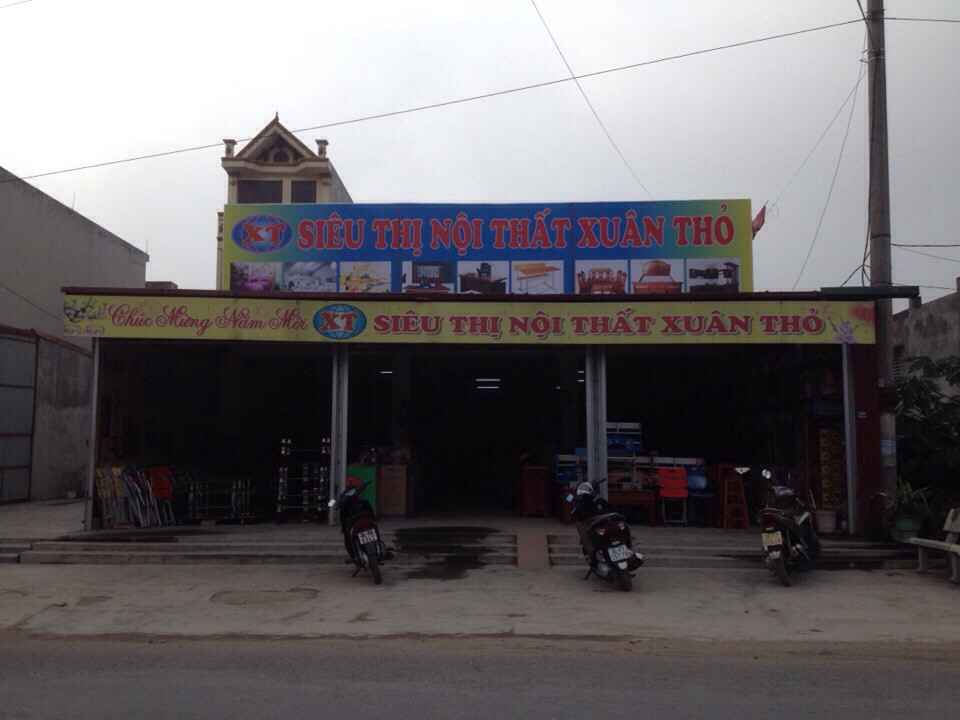 XT SIÊU THỊ NỘI THẤT XUÂN THỎ
Chúc Mừng Năm Mới XT SIÊU THỊ NỘI THẤT XUÂN THỎ